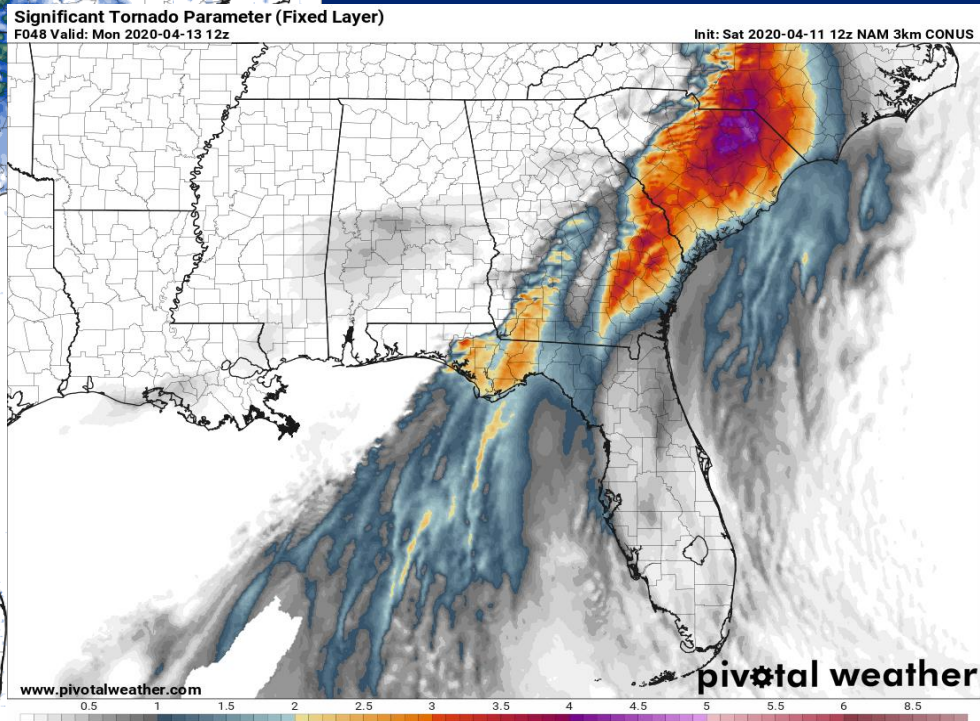 Significant Tornado Parameter (Fixed Layer)
F048 Valid: Mon 2020-04-13 12z Init: Sat 2020-04-11 12z NAM 3km CONUS
pivotal weather
www.pivotalweather.com
0.5 1 1.5 2 2.5 3 3.5 4 4.5 5 5.5 6 8.5